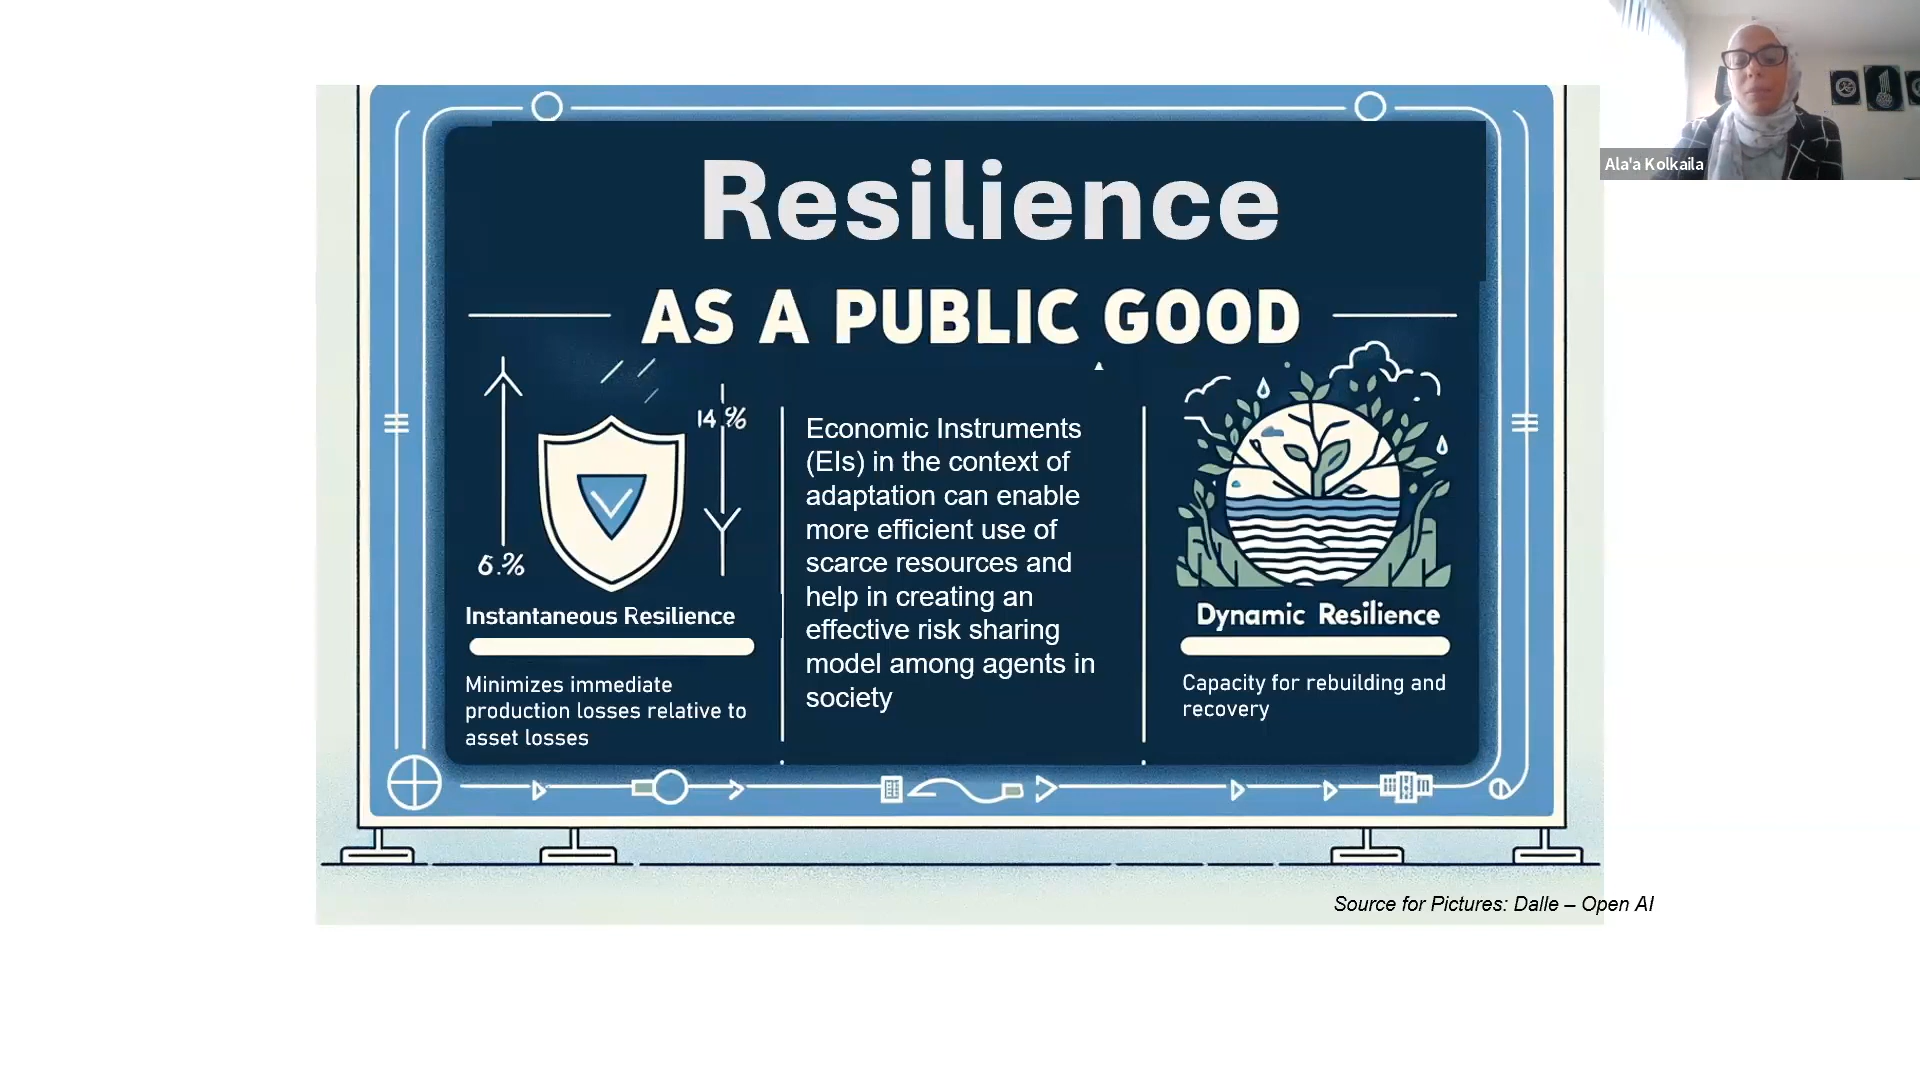 Ala'a Kolkaila
Resilience
AS A PUBLIC GOOD
14%
6.%
Instantaneous Resilience
Minimizes immediate
production losses relative to
asset losses
Economic Instruments
(EIs) in the context of
adaptation can enable
more efficient use of
scarce resources and
help in creating an
effective risk sharing
model among agents in
society
Dynamic Resilience
Capacity for rebuilding and
recovery
Source for Pictures: Dalle – Open AI